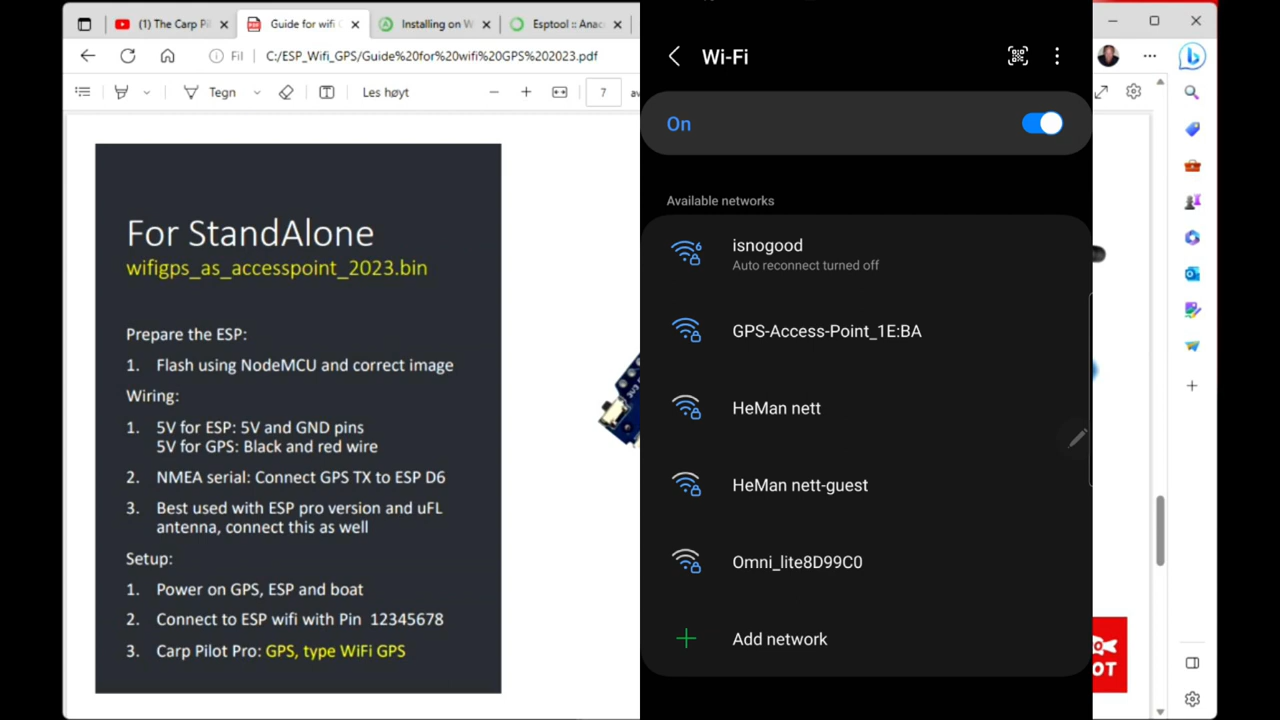 (1) The Carp Pi
Guide for wifi
Installing on W
Esptool :: Anac
Fil
C:/ESP_Wifi_GPS/Guide%20for%20wifi%20GPS%202023.pdf
Tegn
Les høyt
7
av
For StandAlone
wifigps_as_accesspoint_2023.bin
Prepare the ESP:
1. Flash using NodeMCU and correct image
Wiring:
1. 5V for ESP: 5V and GND pins
5V for GPS: Black and red wire
2. NMEA serial: Connect GPS TX to ESP D6
3. Best used with ESP pro version and uFL
antenna, connect this as well
Setup:
1. Power on GPS, ESP and boat
2. Connect to ESP wifi with Pin 12345678
3. Carp Pilot Pro: GPS, type WiFi GPS
Wi-Fi
On
Available networks
isnogood
Auto reconnect turned off
GPS-Access-Point_1E:BA
HeMan nett
HeMan nett-guest
Omni_lite8D99C0
Add network
OT